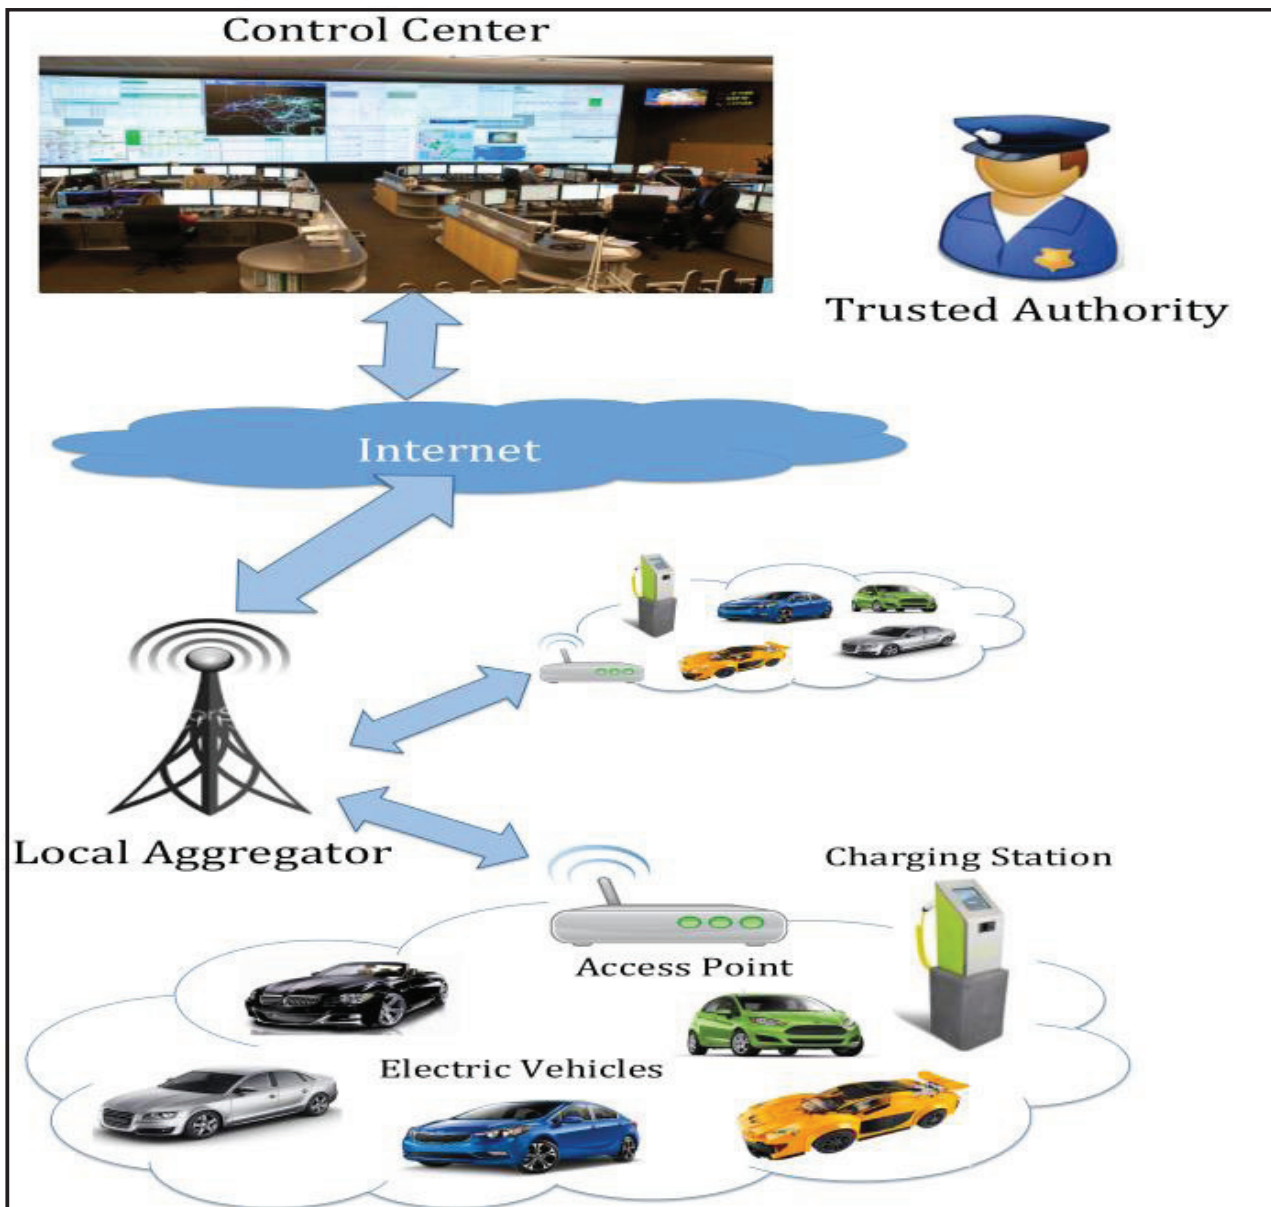 Control Center
Trusted Authority
Internet
Local Aggregator
Charging Station
Access Point
Electric Vehicles